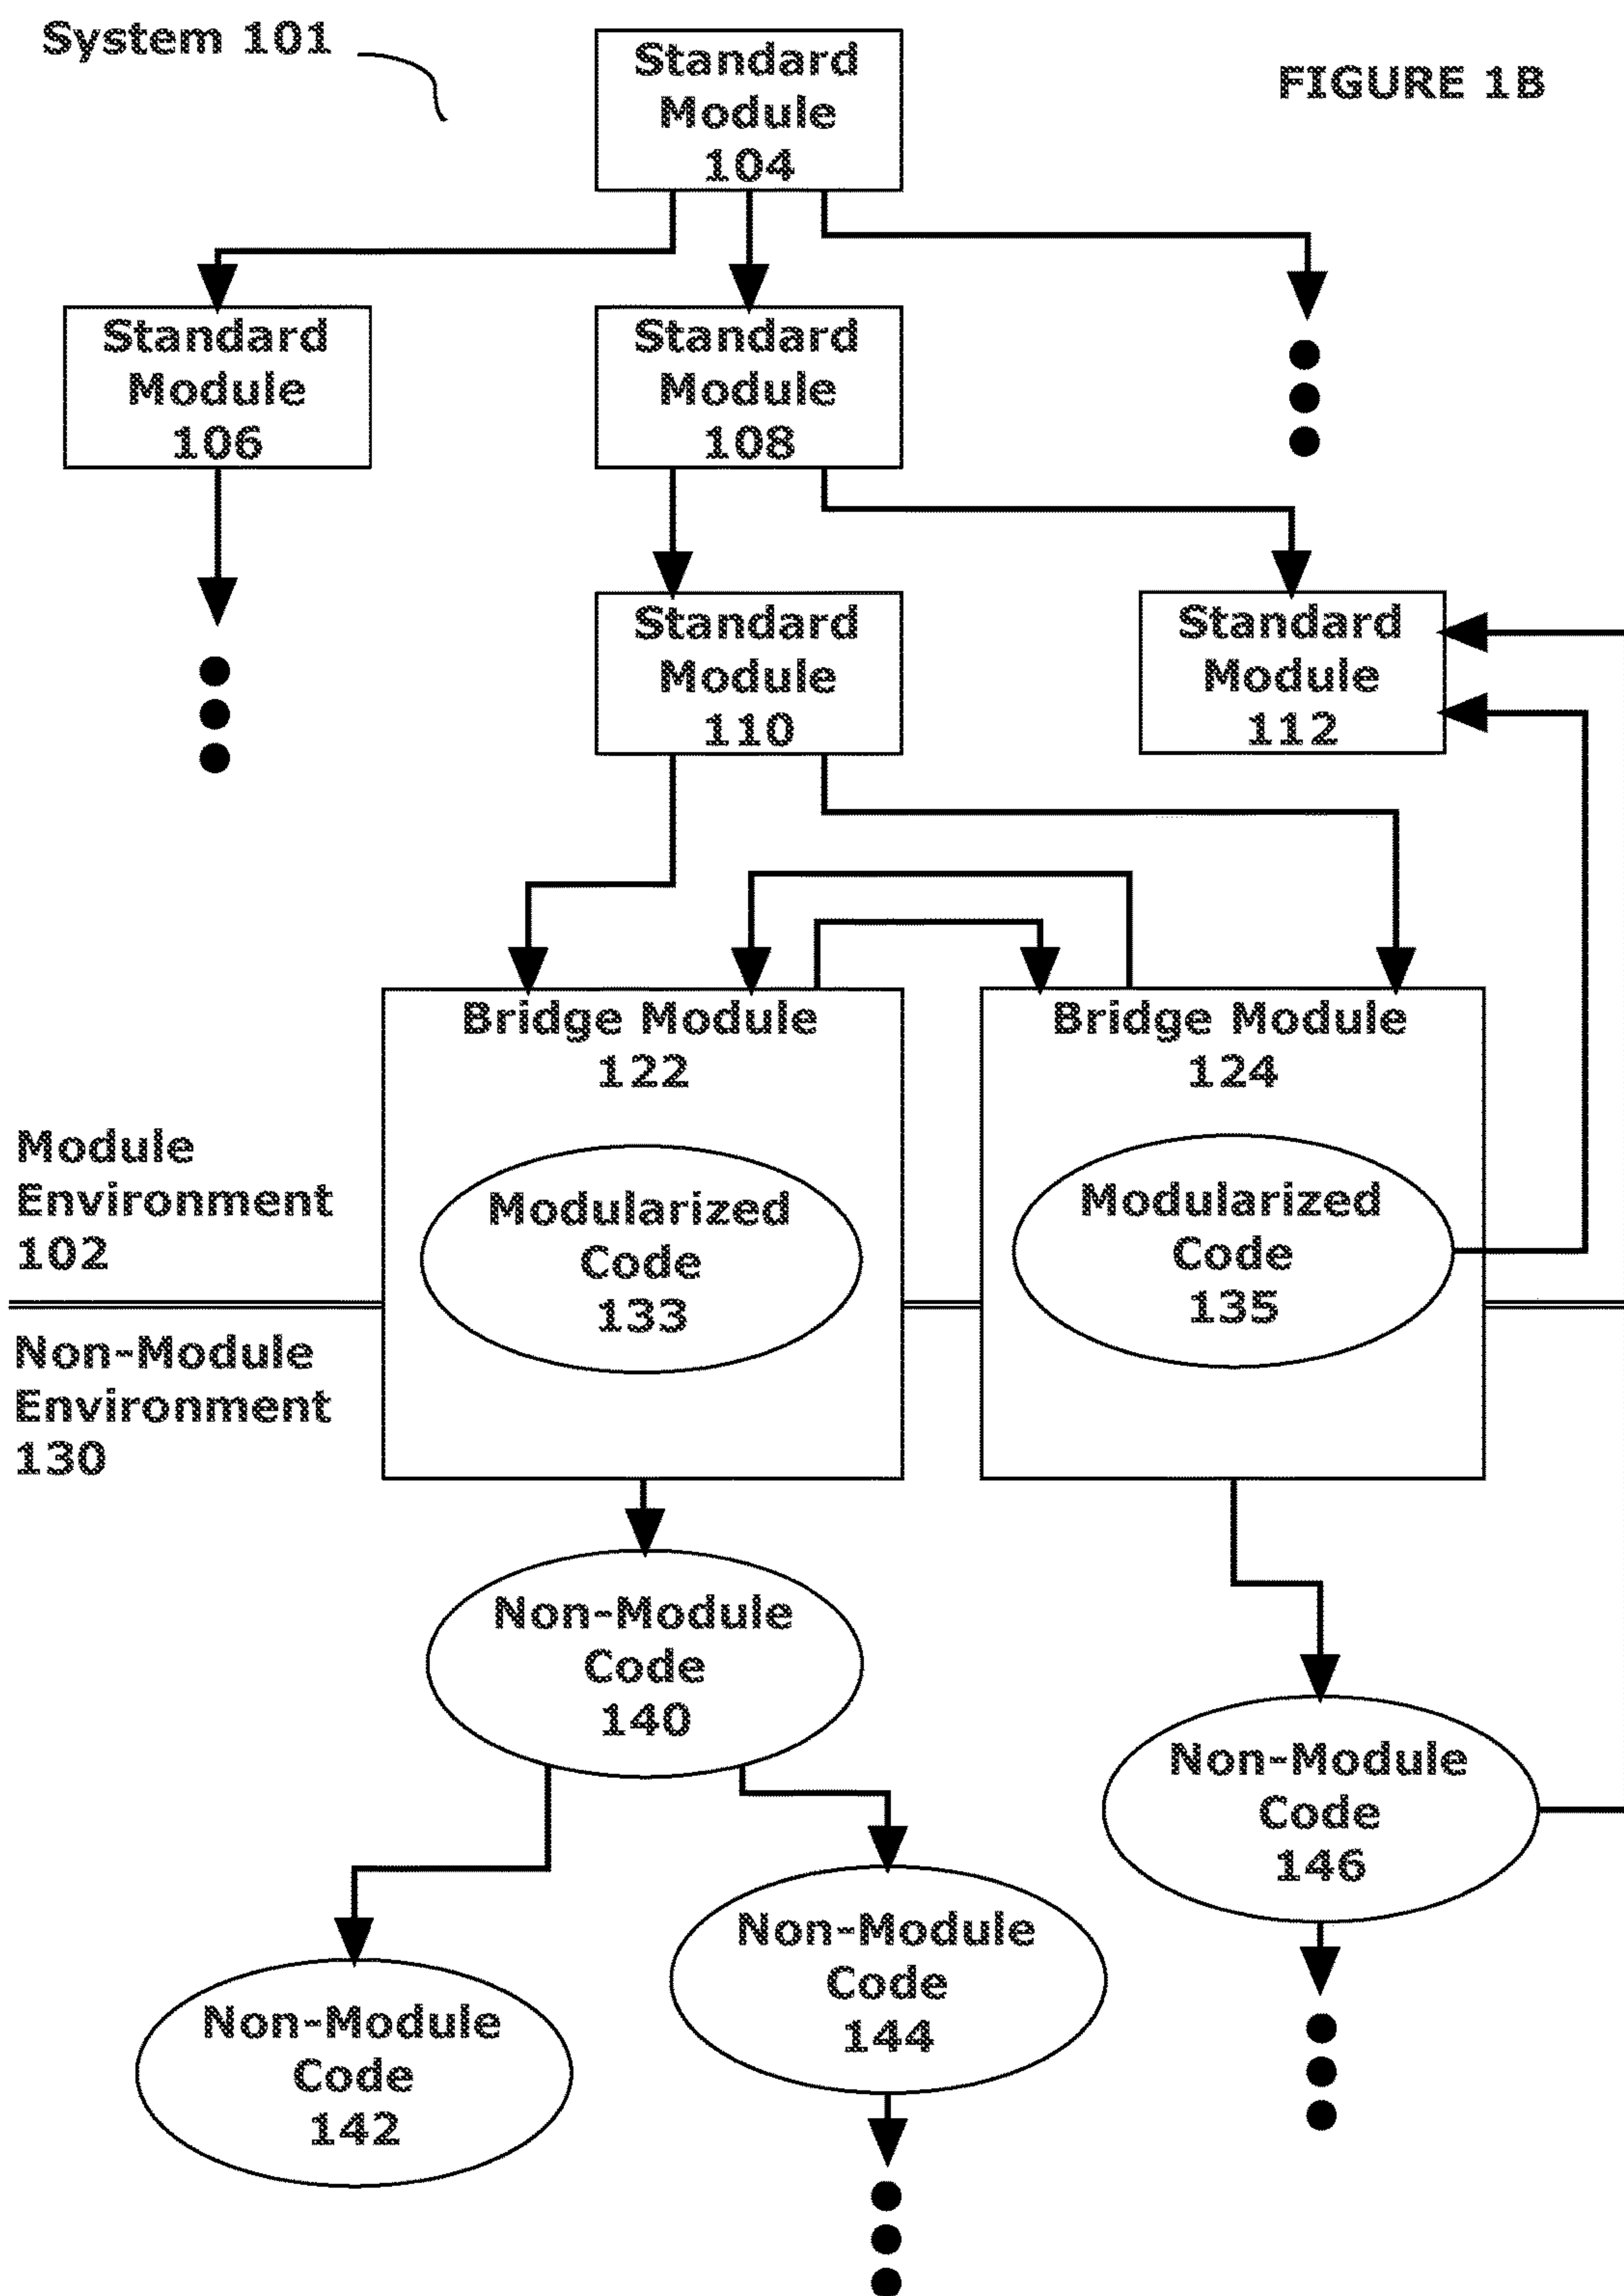 System 101
FIGURE 1B
Standard
Module
104
Standard
Module
106
Standard
Module
108
Standard
Module
110
Standard
Module
112
Bridge Module
122
Bridge Module
124
Modularized
Code
133
Modularized
Code
135
Module
Environment
102
Non-Module
Environment
130
Non-Module
Code
140
Non-Module
Code
146
Non-Module
Code
144
Non-Module
Code
142